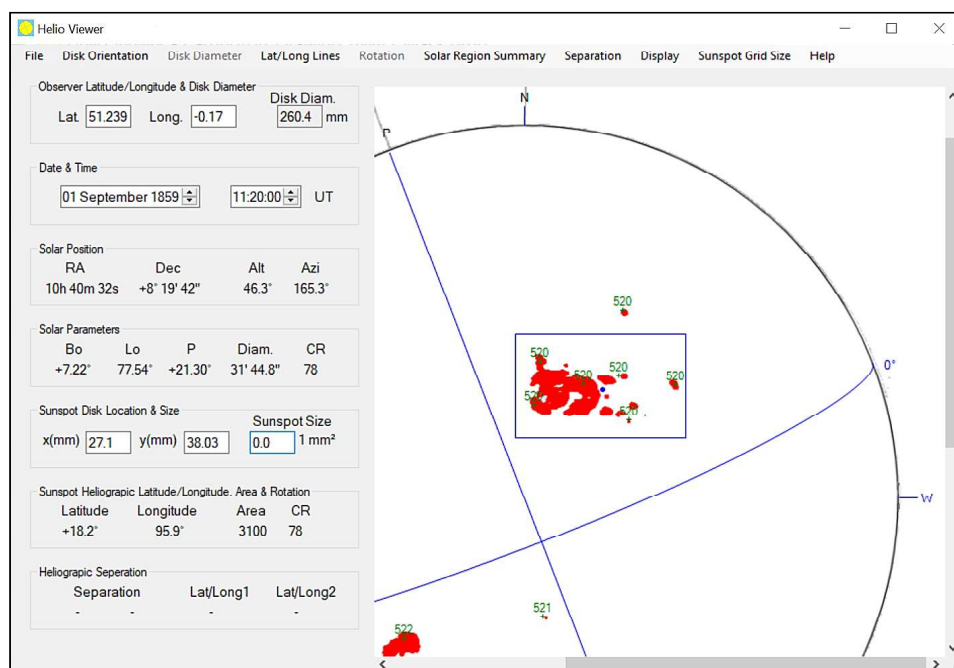 Helio Viewer
File Disk Orientation Disk Diameter Lat/Long Lines Rotation Solar Region Summary Separation Display Sunspot Grid Size Help
Observer Latitude/Longitude & Disk Diameter
Disk Diam.
Lat. 51.239 Long. -0.17 260.4 mm
Date & Time
01 September 1859 11:20:00 UT
Solar Position
RA Dec Alt Azi
10h 40m 32s +8° 19' 42" 46.3° 165.3°
Solar Parameters
Bo Lo P Diam. CR
+7.22° 77.54° +21.30° 31' 44.8" 78
Sunspot Disk Location & Size
Sunspot Size
x(mm) 27.1 y(mm) 38.03 0.0 1 mm²
Sunspot Heliograpic Latitude/Longitude. Area & Rotation
Latitude Longitude Area CR
+18.2° 95.9° 3100 78
Heliograpic Seperation
Separation Lat/Long1 Lat/Long2
- - - -
N
P
520
520
520
520
520
520
520
0°
W
521
522